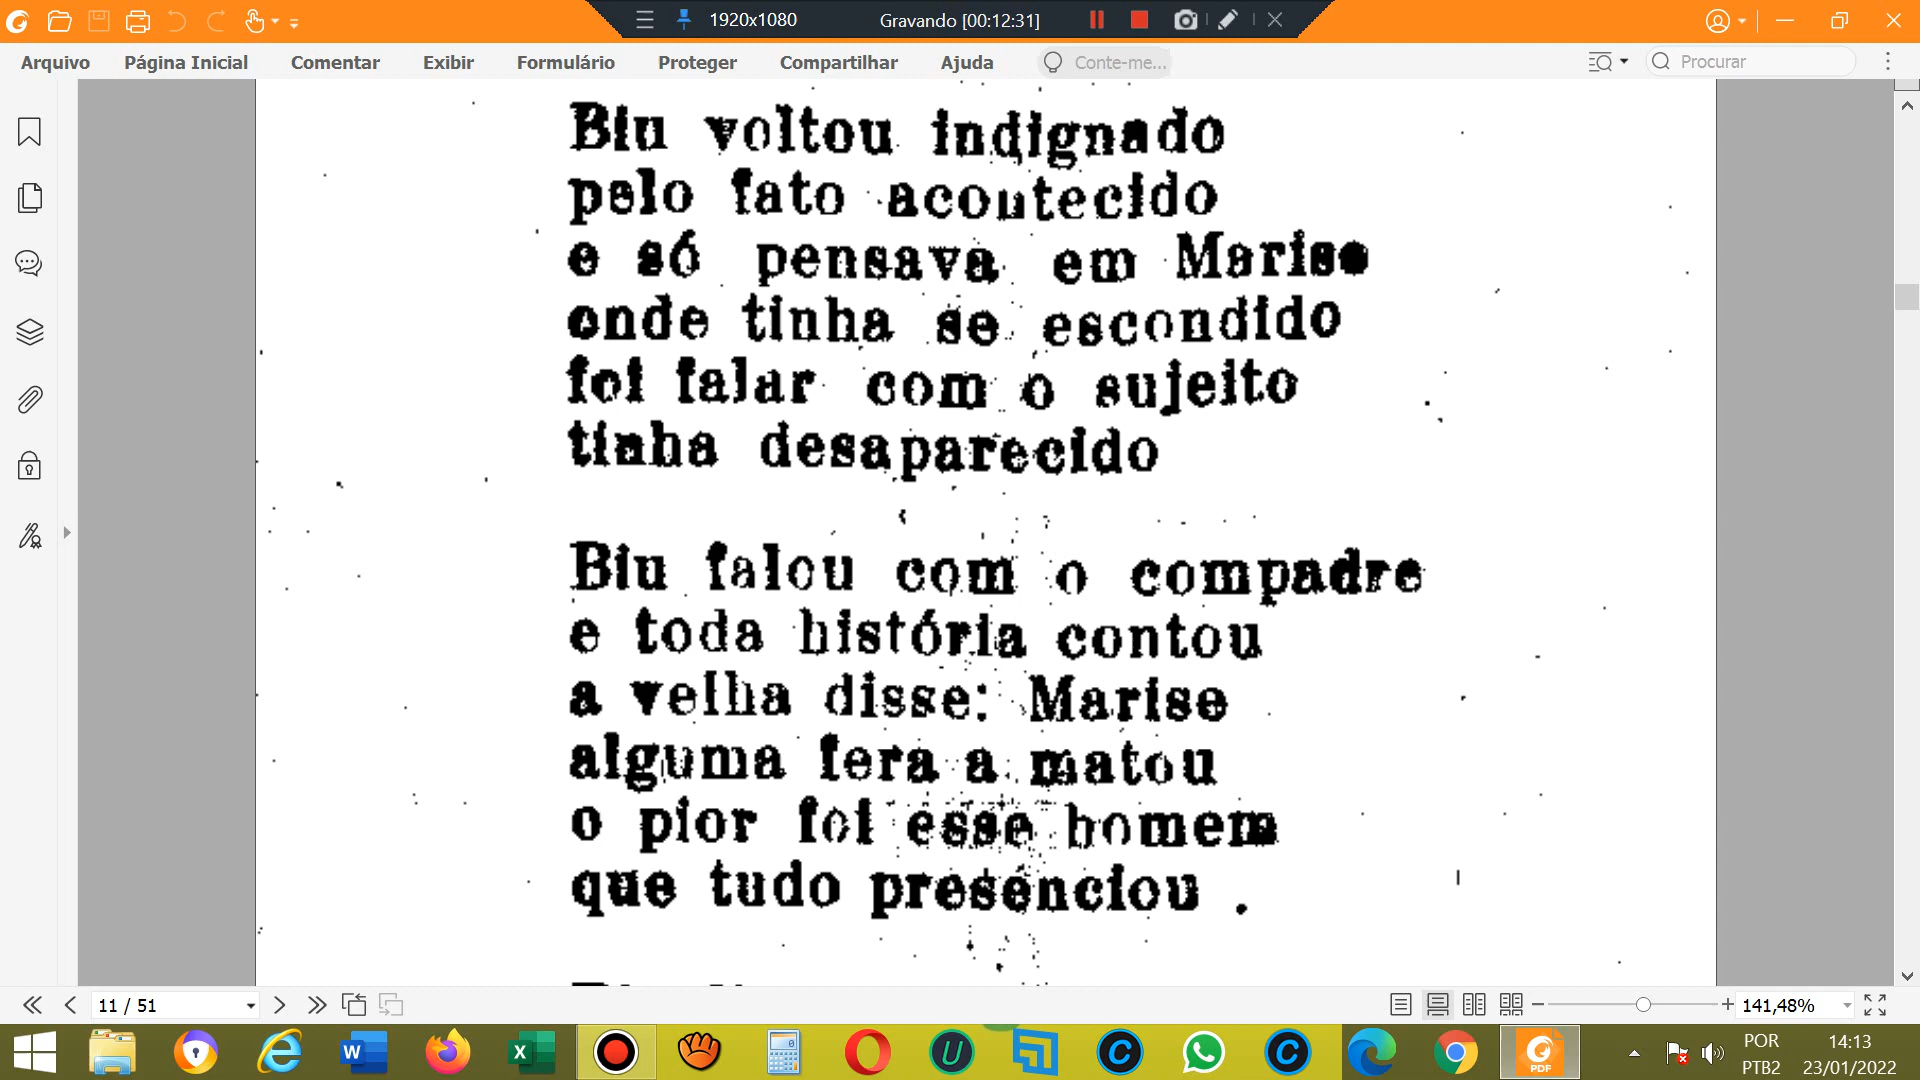 1920x1080 Gravando [00:12:31]
Arquivo Página Inicial Comentar Exibir Formulário Proteger Compartilhar Ajuda Conte-me... Procurar
Biu voltou indignado
pelo fato acoutecido
e só pensava em Marise
onde tinha se escondido
foi falar com o sujeito
tinha desaparecido
Biu falou com o compadre
e toda história contou
a velha disse: Marise
alguma fera a matou
o pior foi esse homem
que tudo presenciou .
11 / 51 141,48%
POR 14:13
PTB2 23/01/2022